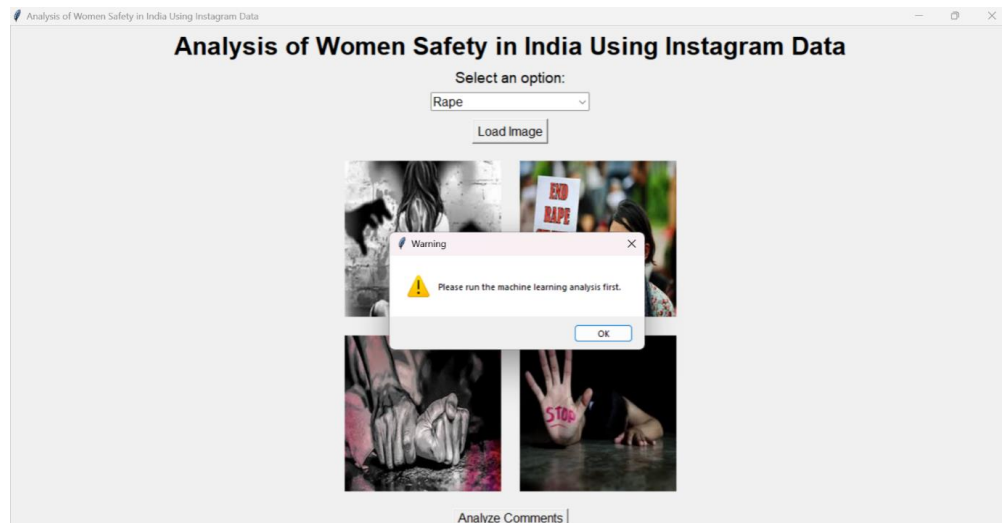 Analysis of Women Safety in India Using Instagram Data
Analysis of Women Safety in India Using Instagram Data
Select an option:
Rape
Load Image
END
RAPE
Warning
Please run the machine learning analysis first.
OK
STOP
Analyze Comments